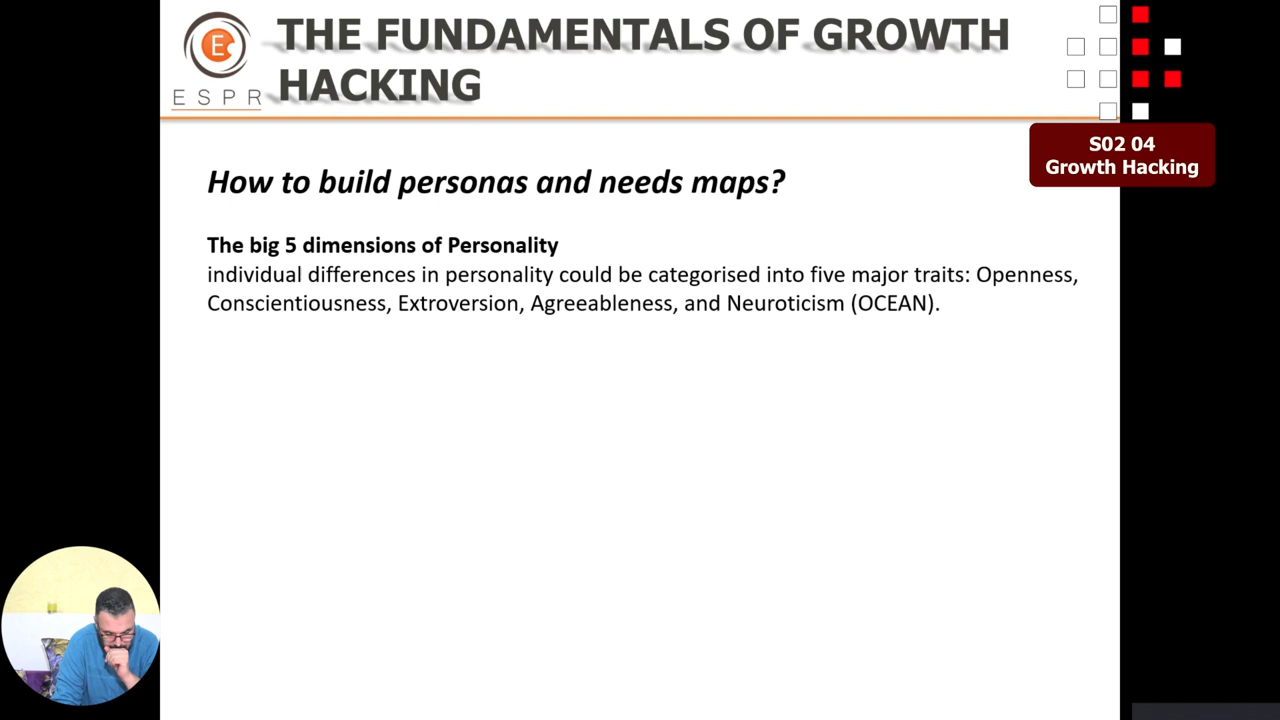 THE FUNDAMENTALS OF GROWTH
HACKING
E
ESPR
S02 04
Growth Hacking
How to build personas and needs maps?
The big 5 dimensions of Personality
individual differences in personality could be categorised into five major traits: Openness,
Conscientiousness, Extroversion, Agreeableness, and Neuroticism (OCEAN).